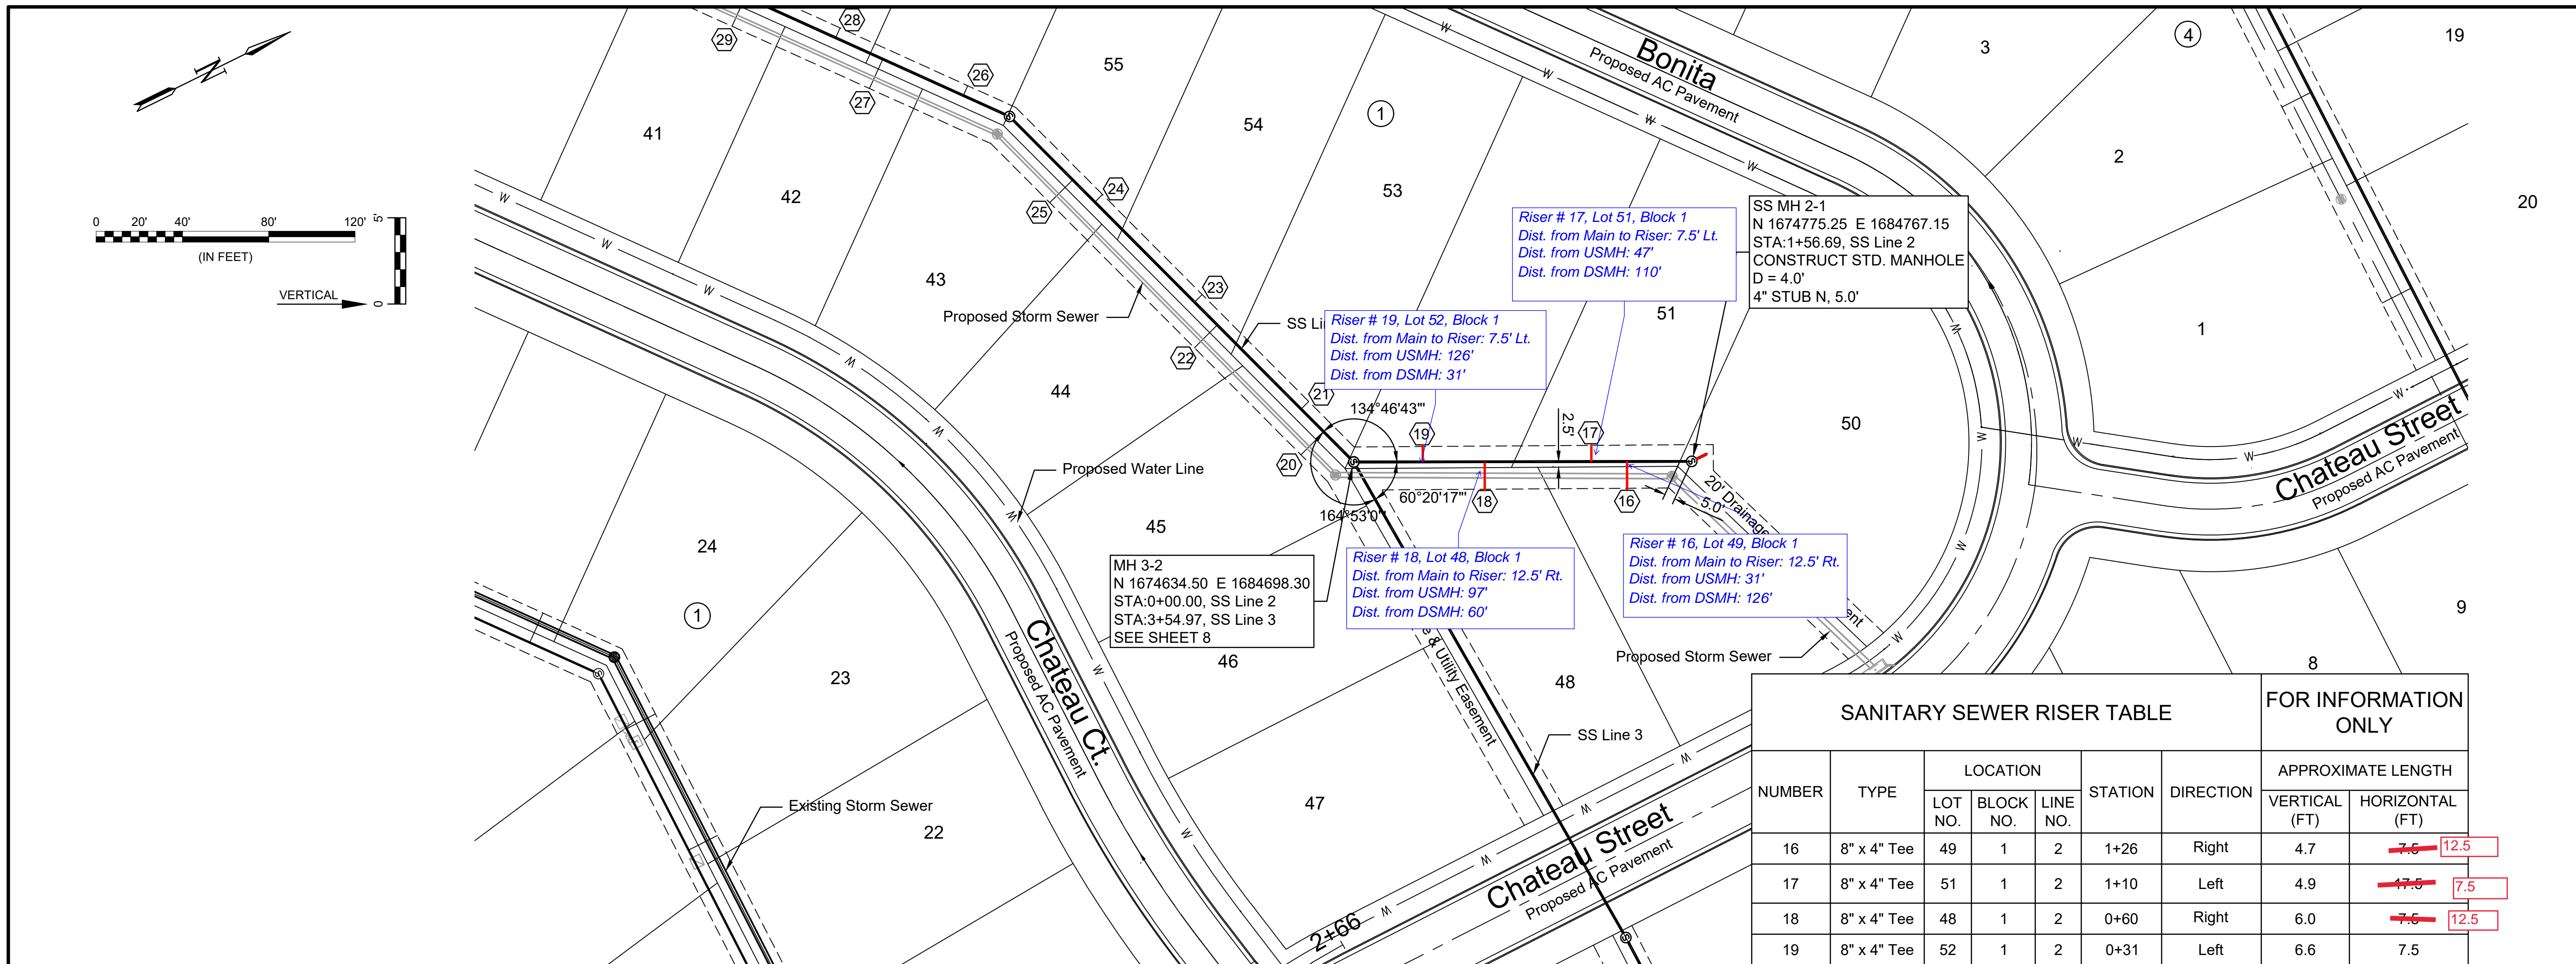 N
0 20' 40' 80' 120'
(IN FEET)
5'
0
VERTICAL
29
28
27
26
25
24
23
22
21
20
19
18
17
16
41
42
43
44
45
46
47
48
50
51
53
54
55
1
24
23
22
1
3
4
19
2
20
1
9
8
Bonita
Proposed AC Pavement
Chateau Street
Proposed AC Pavement
Chateau Ct.
Proposed AC Pavement
Chateau Street
Proposed AC Pavement
2+66
Proposed Storm Sewer
Proposed Water Line
Existing Storm Sewer
Proposed Storm Sewer
SS Line 3
SS Li
& Utility Easement
20' Drainage
5.0'
2.5'
134°46'43"'
60°20'17"'
164°53'0"'
Riser # 17, Lot 51, Block 1
Dist. from Main to Riser: 7.5' Lt.
Dist. from USMH: 47'
Dist. from DSMH: 110'
SS MH 2-1
N 1674775.25 E 1684767.15
STA:1+56.69, SS Line 2
CONSTRUCT STD. MANHOLE
D = 4.0'
4" STUB N, 5.0'
Riser # 19, Lot 52, Block 1
Dist. from Main to Riser: 7.5' Lt.
Dist. from USMH: 126'
Dist. from DSMH: 31'
MH 3-2
N 1674634.50 E 1684698.30
STA:0+00.00, SS Line 2
STA:3+54.97, SS Line 3
SEE SHEET 8
Riser # 18, Lot 48, Block 1
Dist. from Main to Riser: 12.5' Rt.
Dist. from USMH: 97'
Dist. from DSMH: 60'
Riser # 16, Lot 49, Block 1
Dist. from Main to Riser: 12.5' Rt.
Dist. from USMH: 31'
Dist. from DSMH: 126'
SANITARY SEWER RISER TABLE
FOR INFORMATION
ONLY
NUMBER TYPE LOCATION STATION DIRECTION APPROXIMATE LENGTH
LOT NO. BLOCK NO. LINE NO. VERTICAL (FT) HORIZONTAL (FT)
16 8" x 4" Tee 49 1 2 1+26 Right 4.7 7.5 12.5
17 8" x 4" Tee 51 1 2 1+10 Left 4.9 17.5 7.5
18 8" x 4" Tee 48 1 2 0+60 Right 6.0 7.5 12.5
19 8" x 4" Tee 52 1 2 0+31 Left 6.6 7.5